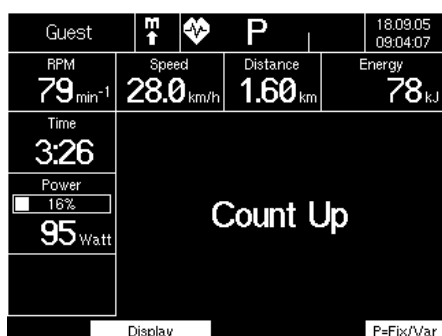 Guest m P 18.09.05
09:04:07
RPM Speed Distance Energy
79 min-1 28.0 km/h 1.60 km 78 kJ
Time
3:26
Power
16%
95 Watt
Count Up
Display P=Fix/Var